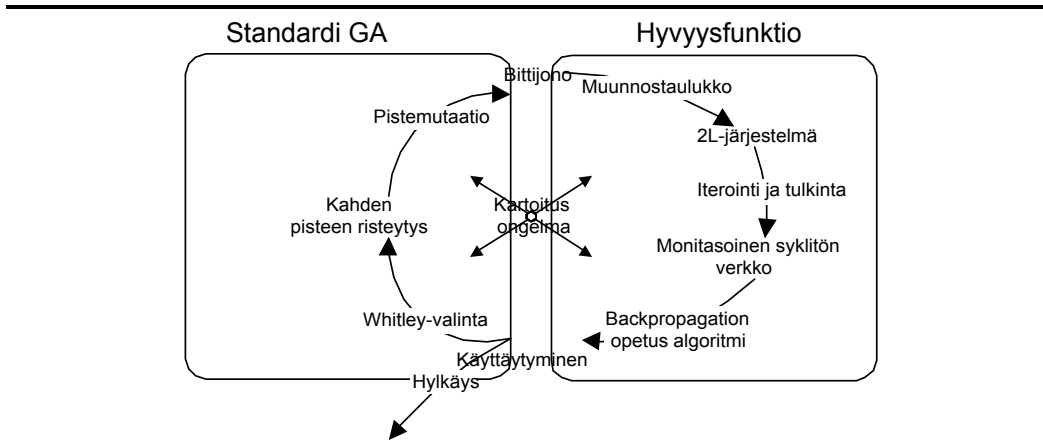 Standardi GA
Hyvyysfunktio
Bittijono
Muunnostaulukko
Pistemutaatio
2L-järjestelmä
Iterointi ja tulkinta
Kahden
pisteen risteytys
Kartoitus
ongelma
Monitasoinen syklitön
verkko
Whitley-valinta
Backpropagation
opetus algoritmi
Käyttäytyminen
Hylkäys